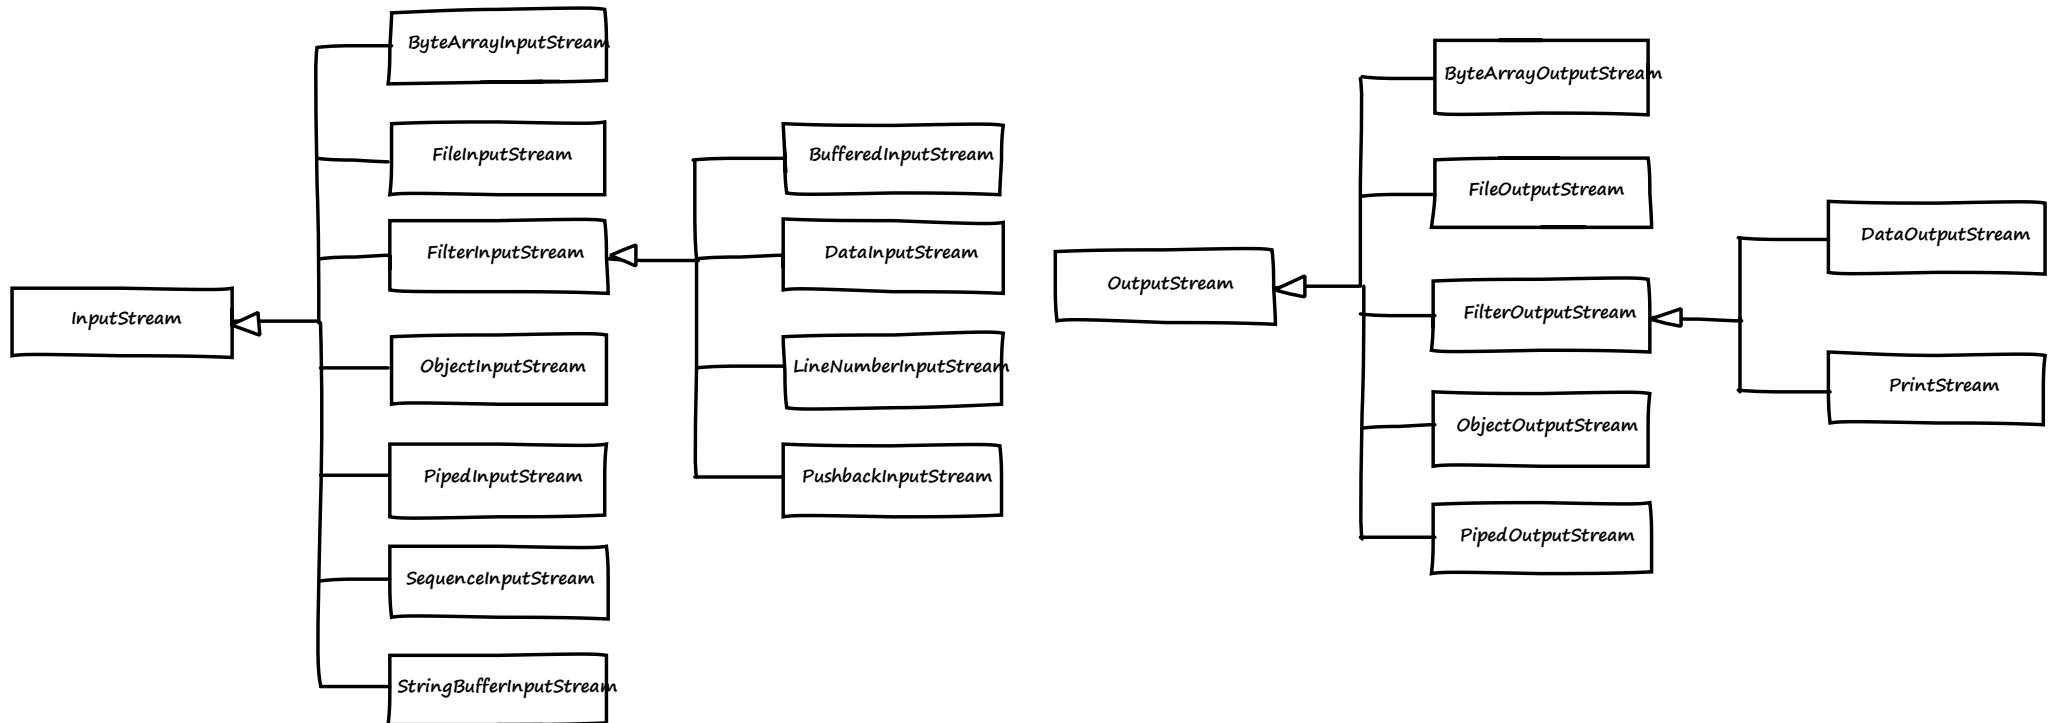 ByteArrayInputStream
FileInputStream
FilterInputStream
InputStream
ObjectInputStream
PipedInputStream
SequenceInputStream
StringBufferInputStream
BufferedInputStream
DataInputStream
LineNumberInputStream
PushbackInputStream
ByteArrayOutputStream
FileOutputStream
OutputStream
FilterOutputStream
ObjectOutputStream
PipedOutputStream
DataOutputStream
PrintStream